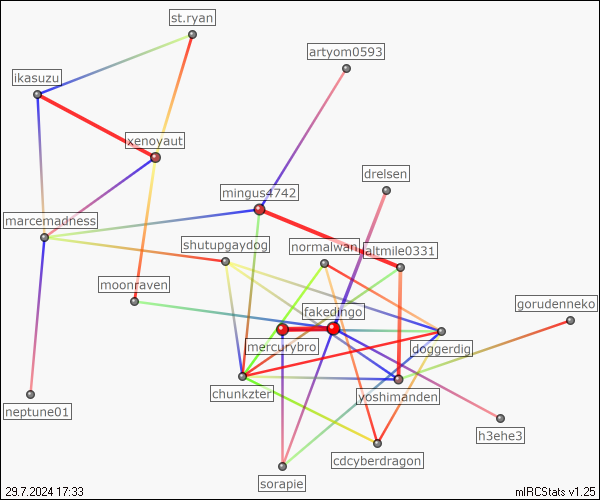 st.ryan
artyom0593
ikasuzu
xenoyaut
drelsen
mingus4742
marcemadness
shutupgaydog
normalwan
altmile0331
moonraven
fakedingo
gorudenneko
mercurybro
doggerdig
chunkzter
yoshimanden
neptune01
h3ehe3
cdcyberdragon
sorapie
29.7.2024 17:33
mIRCStats v1.25